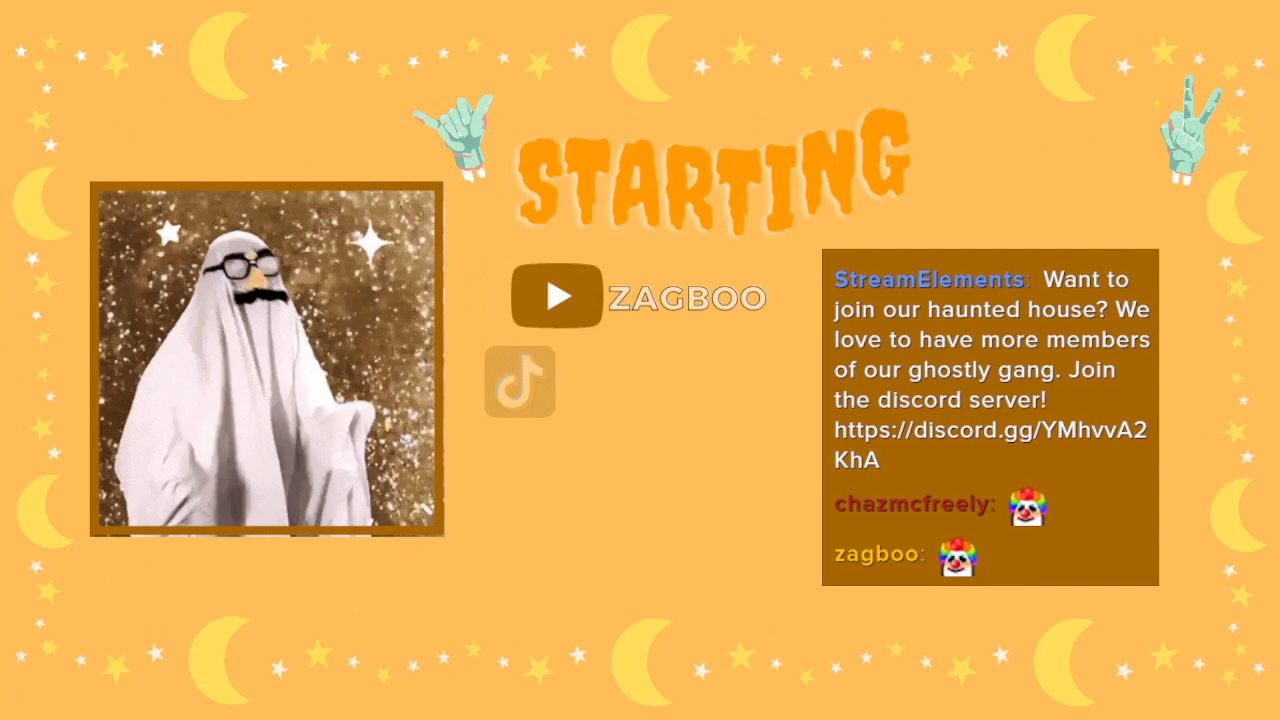 STARTING
ZAGBOO
StreamElements: Want to
join our haunted house? We
love to have more members
of our ghostly gang. Join
the discord server!
https://discord.gg/YMhvvA2
KhA
chazmcfreely:
zagboo: